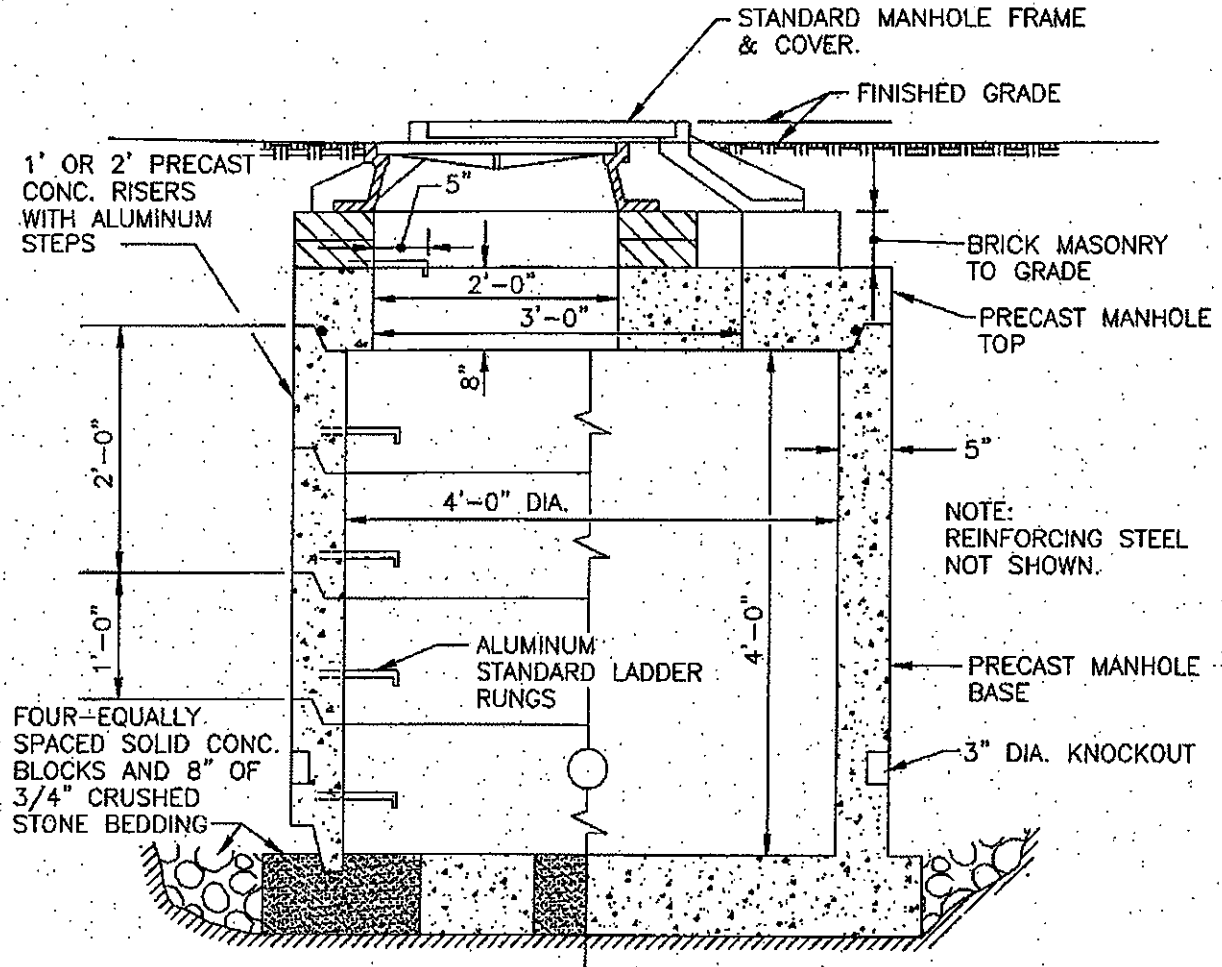 STANDARD MANHOLE FRAME
& COVER.
FINISHED GRADE
1' OR 2' PRECAST
CONC. RISERS
WITH ALUMINUM
STEPS
5"
BRICK MASONRY
TO GRADE
2'-0"
3'-0"
PRECAST MANHOLE
TOP
8"
2'-0"
5"
4'-0" DIA.
NOTE:
REINFORCING STEEL
NOT SHOWN.
1'-0"
4'-0"
ALUMINUM
STANDARD LADDER
RUNGS
PRECAST MANHOLE
BASE
FOUR-EQUALLY
SPACED SOLID CONC.
BLOCKS AND 8" OF
3/4" CRUSHED
STONE BEDDING
3" DIA. KNOCKOUT